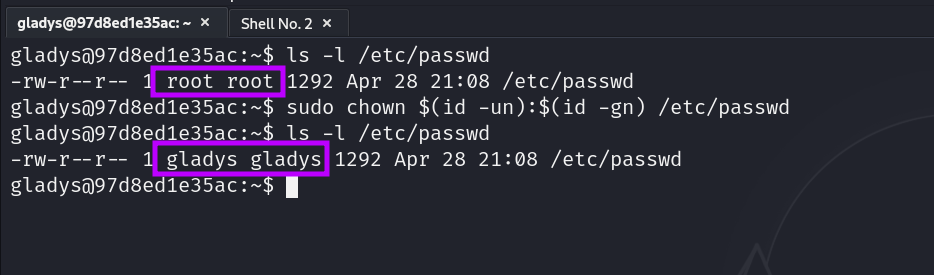 gladys@97d8ed1e35ac: ~ × Shell No. 2 ×
gladys@97d8ed1e35ac:~$ ls -l /etc/passwd
-rw-r--r-- 1 root root 1292 Apr 28 21:08 /etc/passwd
gladys@97d8ed1e35ac:~$ sudo chown $(id -un):$(id -gn) /etc/passwd
gladys@97d8ed1e35ac:~$ ls -l /etc/passwd
-rw-r--r-- 1 gladys gladys 1292 Apr 28 21:08 /etc/passwd
gladys@97d8ed1e35ac:~$